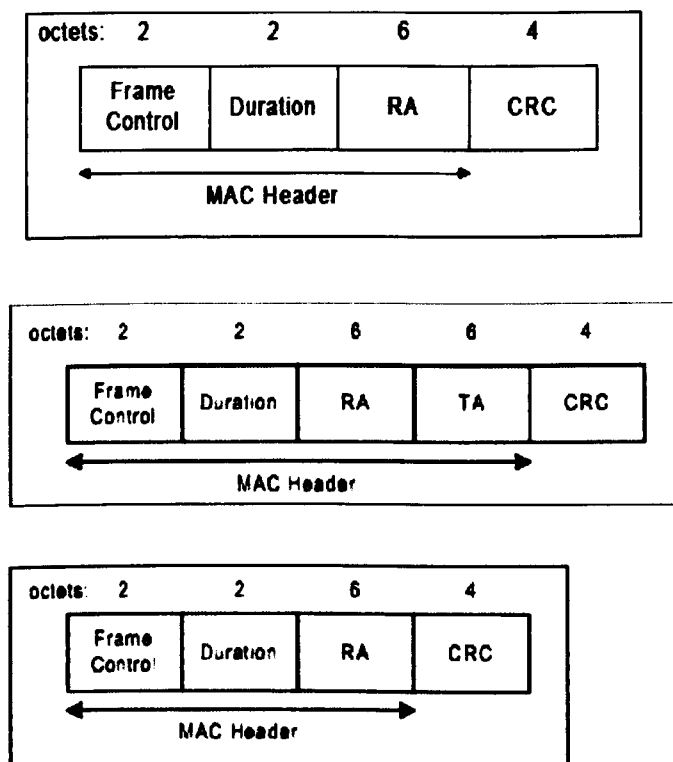 octets: 2 2 6 4
Frame Control Duration RA CRC
MAC Header
octets: 2 2 6 6 4
Frame Control Duration RA TA CRC
MAC Header
octets: 2 2 6 4
Frame Control Duration RA CRC
MAC Header